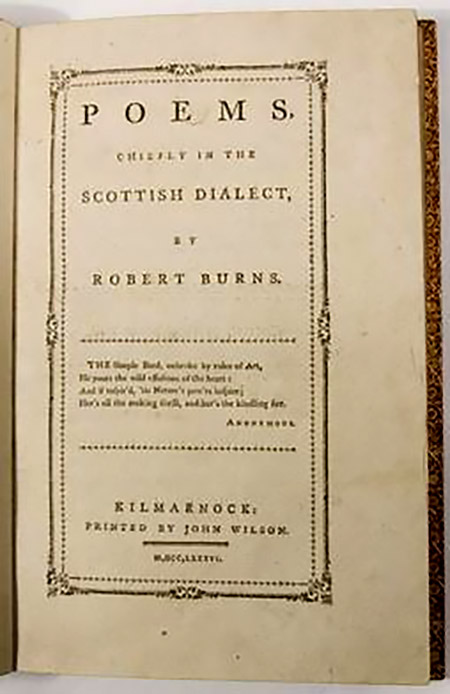 POEMS,
CHIEFLY IN THE
SCOTTISH DIALECT,
BY
ROBERT BURNS.
THE Simple Bard, unbroke by rules of Art,
He pours the wild effusions of the heart:
And if inspir'd, 'tis Nature's pow'rs inspire;
Her's all the melting thrill, and her's the kindling fire.
ANONYMOUS.
KILMARNOCK:
PRINTED BY JOHN WILSON.
M,DCC,LXXXVI.